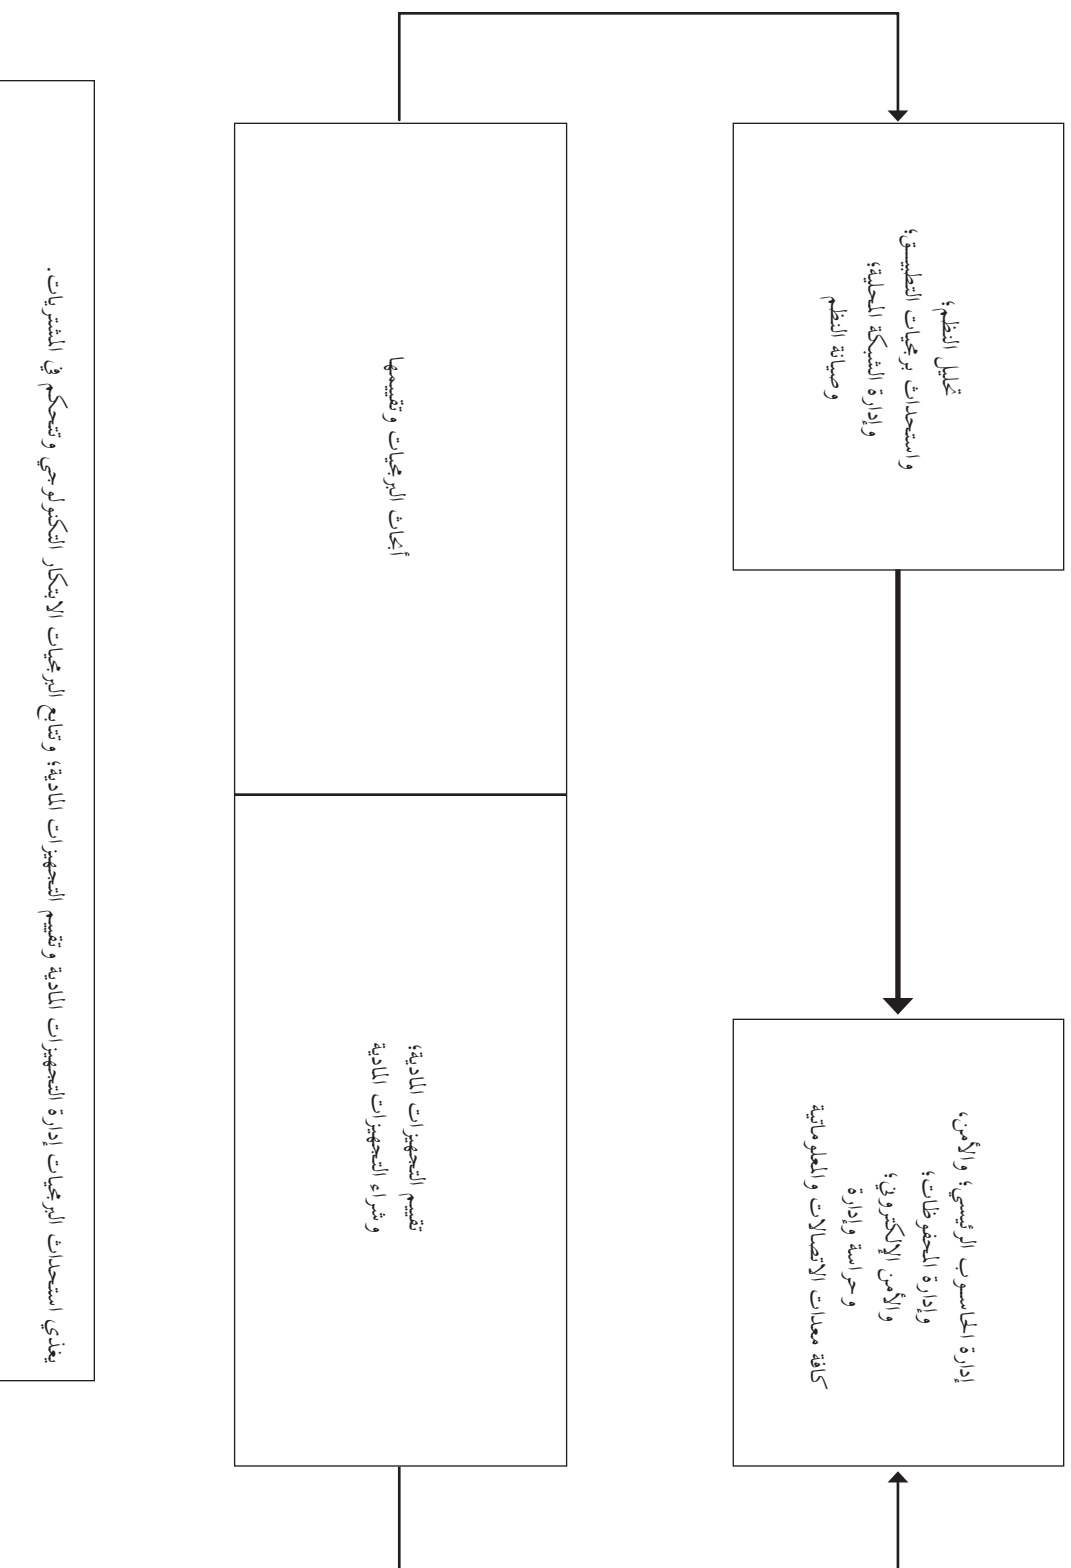 تحليل النظم؛
واستحداث برمجيات التطبيـــق؛
وإدارة الشبكة المحلية؛
وصيانة النظم
إدارة الحاســوب الرئيسي؛ والأمن،
وإدارة المحفوظات؛
والأمن الإلكتروني؛
وحراسة وإدارة
كافة معدات الاتصالات والمعلوماتية
أبحاث البرمجيات وتقييمها
تقييم التجهيزات المادية؛
وشراء التجهيزات المادية
يغذي استحداث البرمجيات إدارة التجهيزات المادية وتقييم التجهيزات المادية؛ وتتابع البرمجيات الابتكار التكنولوجي وتتحكم في المشتريات.